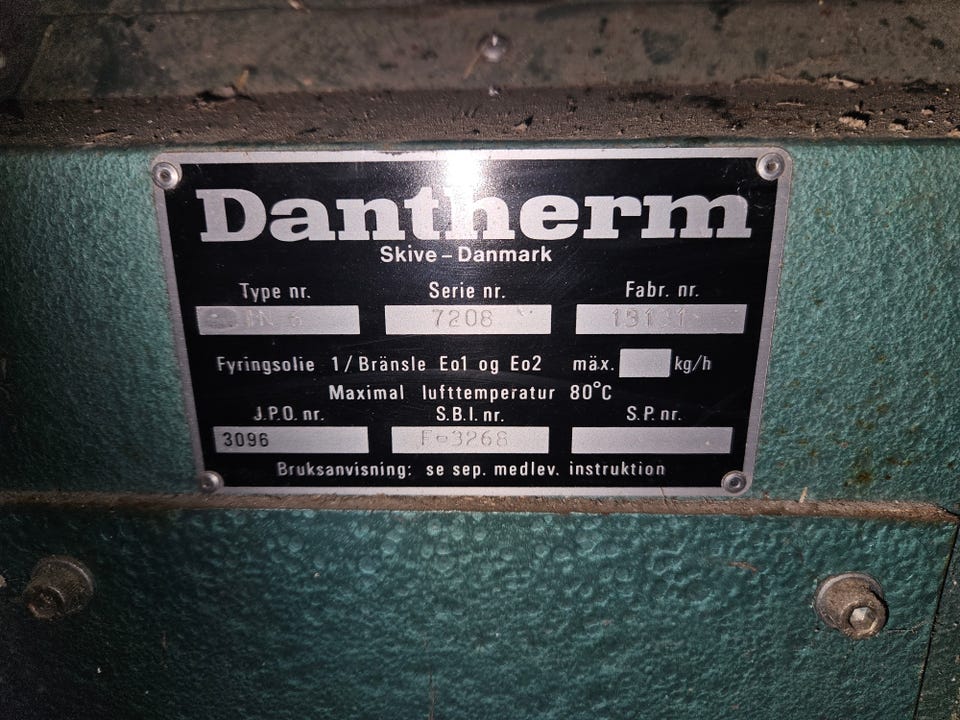 Dantherm
Skive – Danmark
Type nr. Serie nr. Fabr. nr.
7208
Fyringsolie 1/Bränsle Eo1 og Eo2 mäx. kg/h
Maximal lufttemperatur 80°C
J.P.O. nr. S.B.I. nr. S.P. nr.
3096 F-3268
Bruksanvisning: se sep. medlev. instruktion